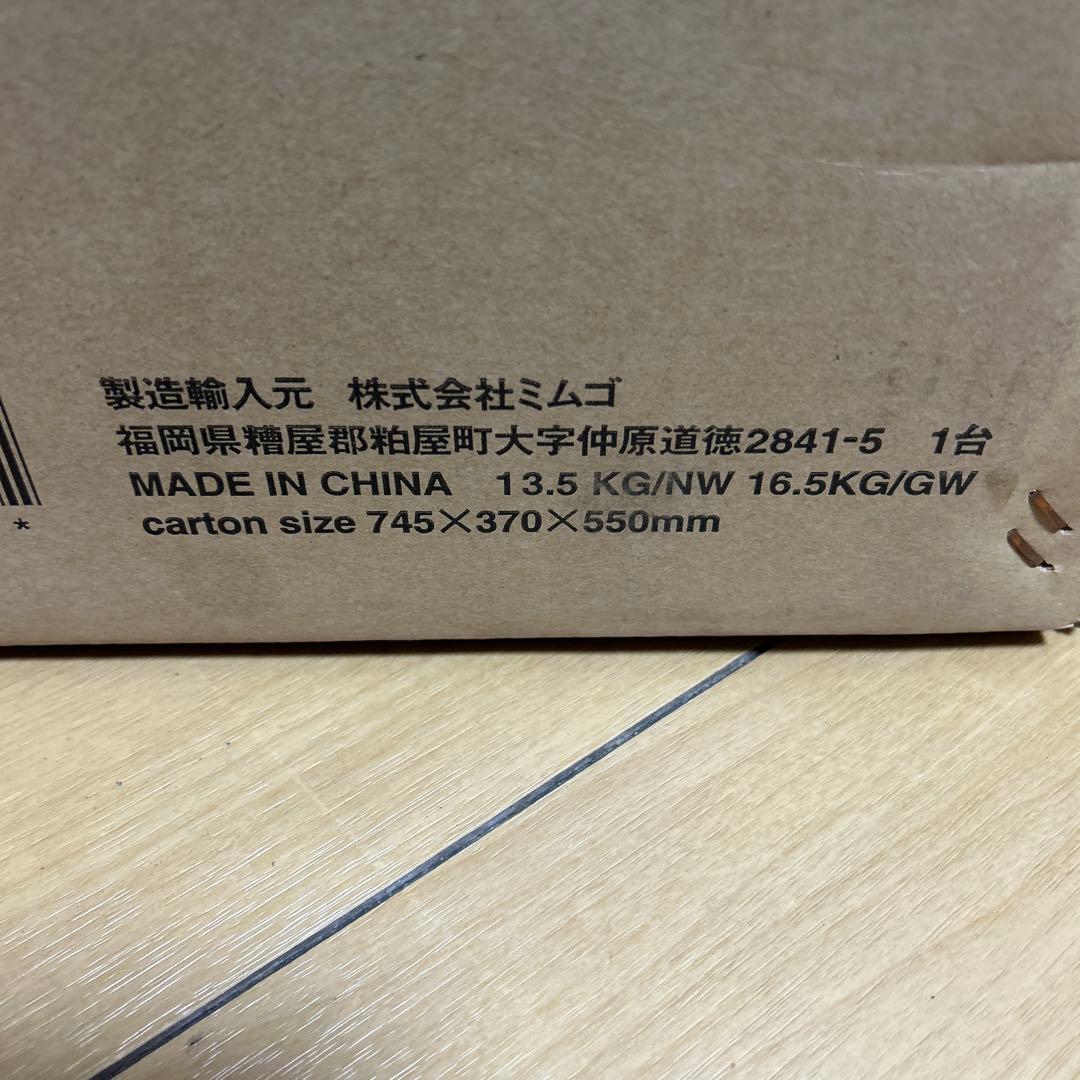 製造輸入元　株式会社ミムゴ
福岡県糟屋郡粕屋町大字仲原道徳2841-5　1台
MADE IN CHINA　13.5 KG/NW 16.5KG/GW
carton size 745×370×550mm
*